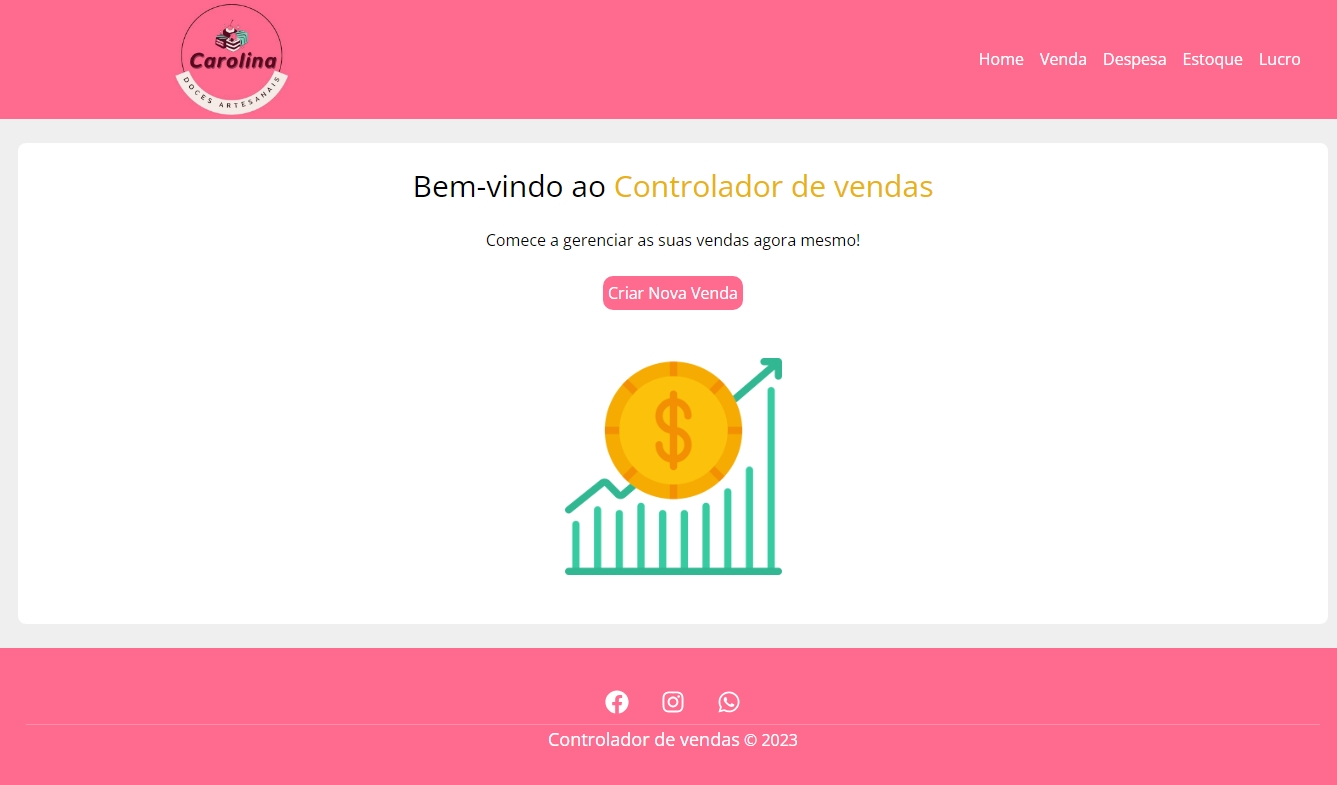 Carolina
DOCES ARTESANAIS
Home Venda Despesa Estoque Lucro
Bem-vindo ao Controlador de vendas
Comece a gerenciar as suas vendas agora mesmo!
Criar Nova Venda
$
Controlador de vendas © 2023